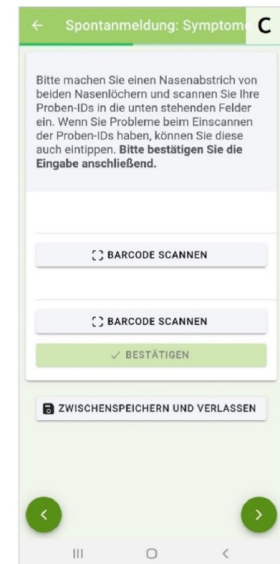 Spontanmeldung: Symptom
C
Bitte machen Sie einen Nasenabstrich von
beiden Nasenlöchern und scannen Sie Ihre
Proben-IDs in die unten stehenden Felder
ein. Wenn Sie Probleme beim Einscannen
der Proben-IDs haben, können Sie diese
auch eintippen. Bitte bestätigen Sie die
Eingabe anschließend.
BARCODE SCANNEN
BARCODE SCANNEN
BESTÄTIGEN
ZWISCHENSPEICHERN UND VERLASSEN